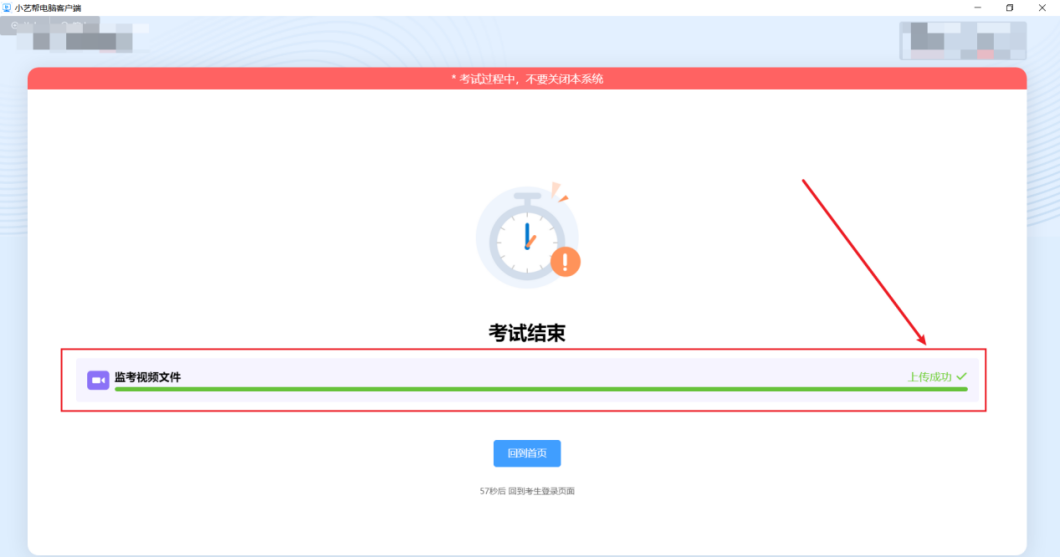 小艺帮电脑客户端
* 考试过程中，不要关闭本系统
考试结束
监考视频文件
上传成功
回到首页
57秒后 回到考生登录页面